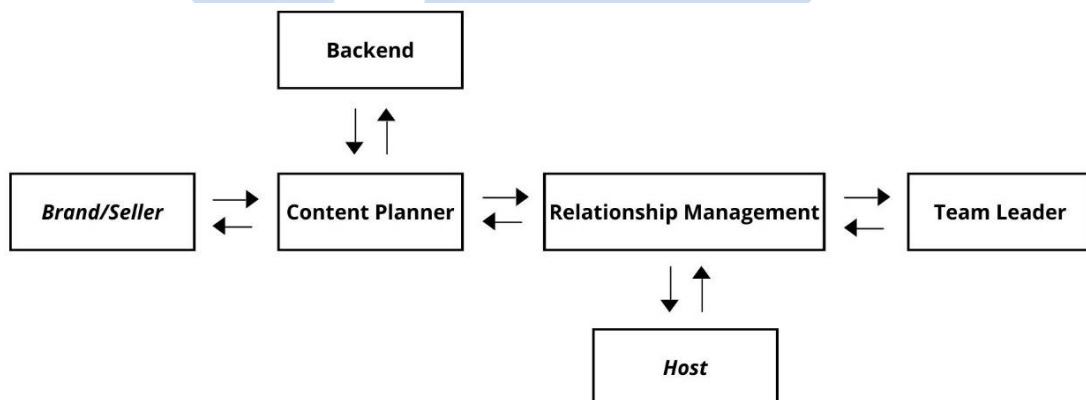 Backend
Brand/Seller
Content Planner
Relationship Management
Team Leader
Host